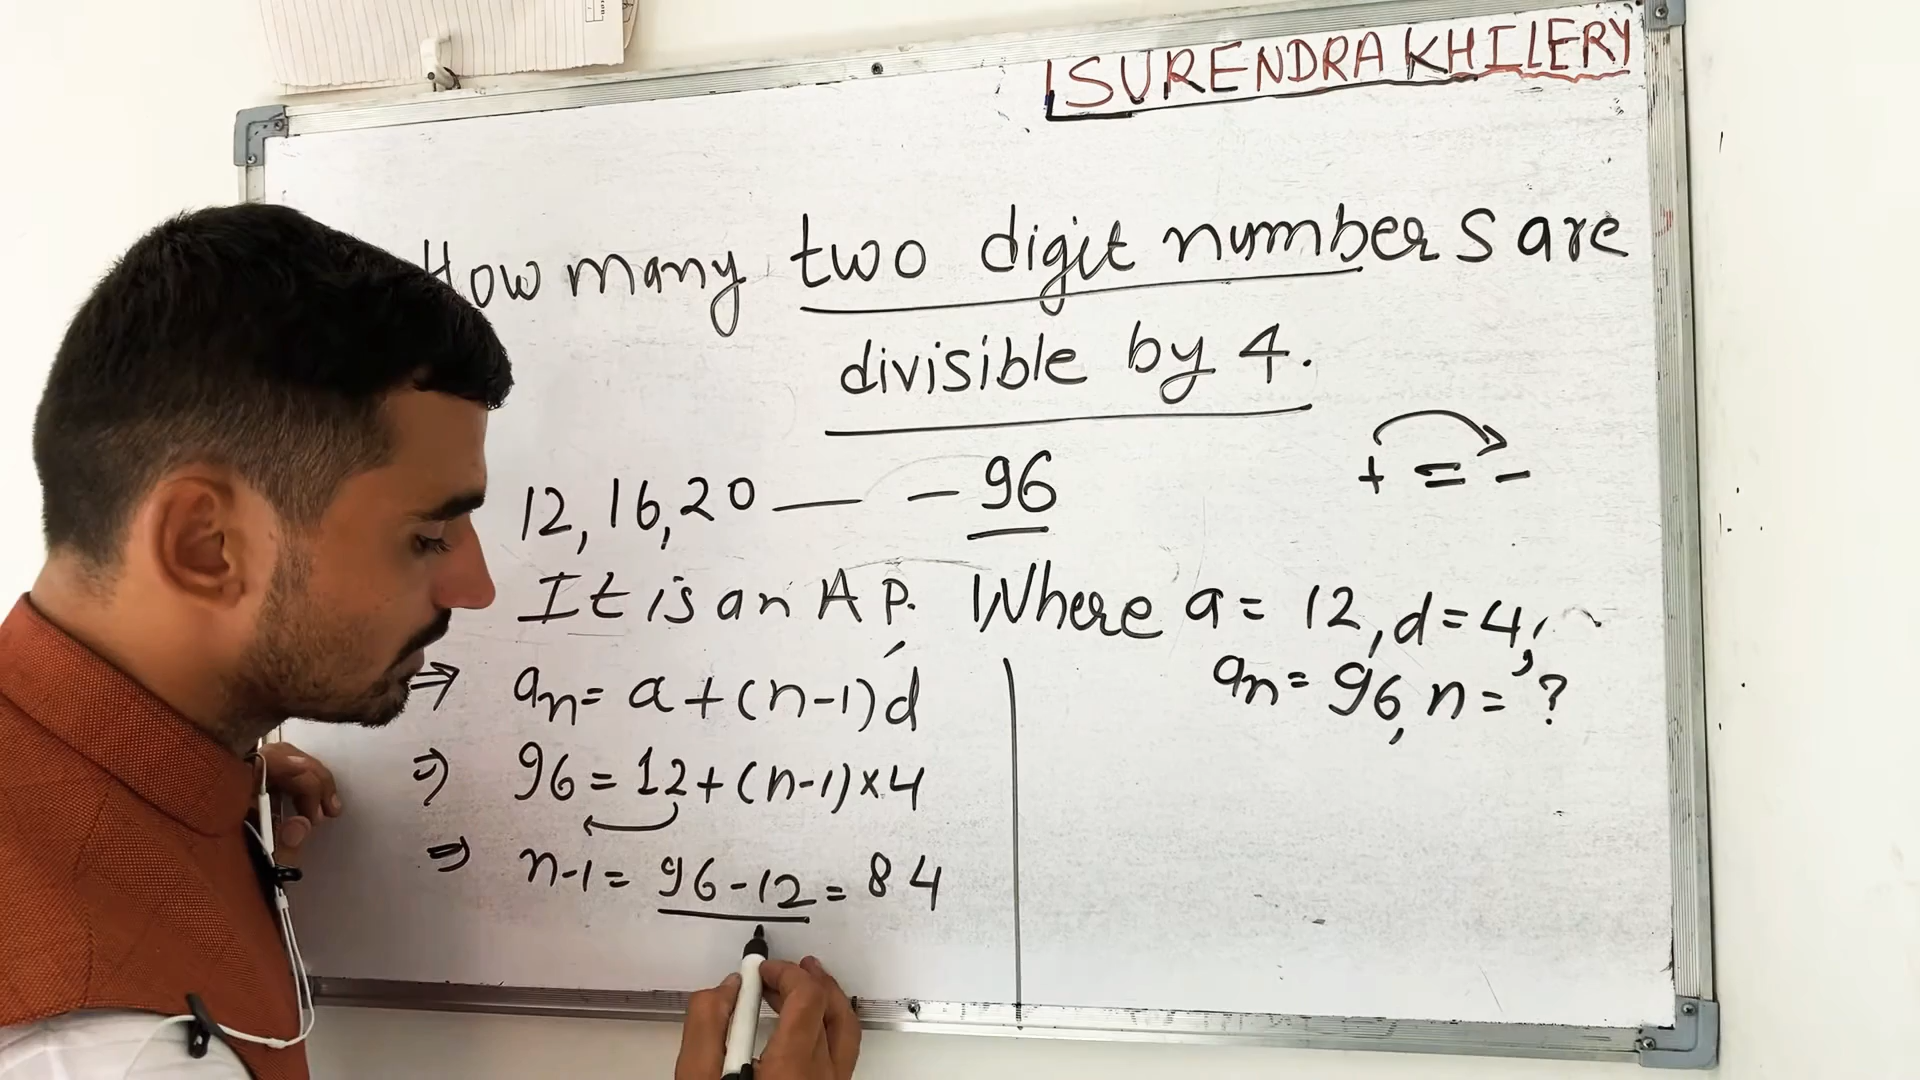 SURENDRA KHILERY
How many two digit numbers are
divisible by 4.
+ = -
12, 16, 20 — - 96
It is an A P. Where a = 12, d = 4,
an = 96, n = ?
⇒ an = a + (n-1)d
⇒ 96 = 12 + (n-1) × 4
⇒ n-1 = 96-12 = 84